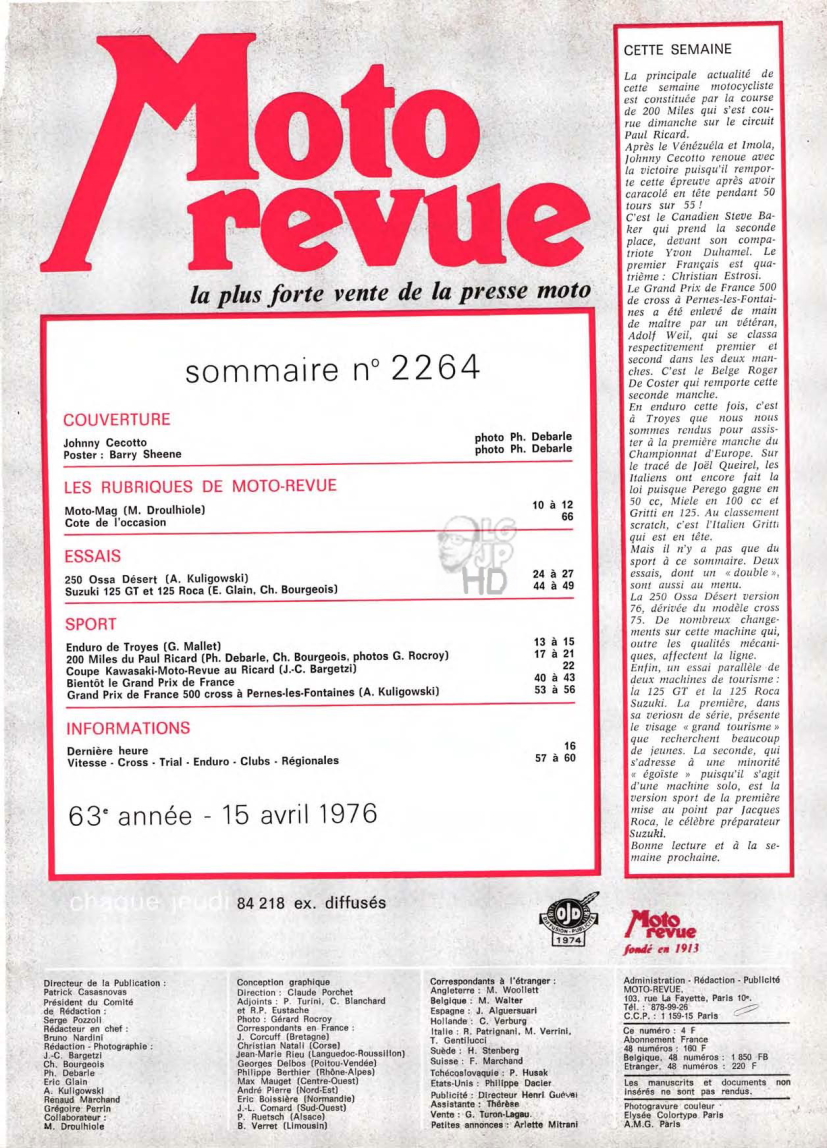 Moto
revue
la plus forte vente de la presse moto
sommaire n° 2264
COUVERTURE
Johnny Cecotto photo Ph. Debarle
Poster : Barry Sheene photo Ph. Debarle
LES RUBRIQUES DE MOTO-REVUE
Moto-Mag (M. Droulhiole) 10 à 12
Cote de l'occasion 66
ESSAIS
250 Ossa Désert (A. Kuligowski) 24 à 27
Suzuki 125 GT et 125 Roca (E. Glain, Ch. Bourgeois) 44 à 49
SPORT
Enduro de Troyes (G. Mallet) 13 à 15
200 Miles du Paul Ricard (Ph. Debarle, Ch. Bourgeois, photos G. Rocroy) 17 à 21
Coupe Kawasaki-Moto-Revue au Ricard (J.-C. Bargetzi) 22
Bientôt le Grand Prix de France 40 à 43
Grand Prix de France 500 cross à Pernes-les-Fontaines (A. Kuligowski) 53 à 56
INFORMATIONS
Dernière heure 16
Vitesse - Cross - Trial - Enduro - Clubs - Régionales 57 à 60
63e année - 15 avril 1976
LG
JP
HD
CETTE SEMAINE
La principale actualité de
cette semaine motocycliste
est constituée par la course
de 200 Miles qui s'est cou-
rue dimanche sur le circuit
Paul Ricard.
Après le Vénézuéla et Imola,
Johnny Cecotto renoue avec
la victoire puisqu'il rempor-
te cette épreuve après avoir
caracolé en tête pendant 50
tours sur 55 !
C'est le Canadien Steve Ba-
ker qui prend la seconde
place, devant son compa-
triote Yvon Duhamel. Le
premier Français est qua-
trième : Christian Estrosi.
Le Grand Prix de France 500
de cross à Pernes-les-Fontai-
nes a été enlevé de main
de maître par un vétéran,
Adolf Weil, qui se classa
respectivement premier et
second dans les deux man-
ches. C'est le Belge Roger
De Coster qui remporte cette
seconde manche.
En enduro cette fois, c'est
à Troyes que nous nous
sommes rendus pour assis-
ter à la première manche du
Championnat d'Europe. Sur
le tracé de Joël Queirel, les
Italiens ont encore fait la
loi puisque Perego gagne en
50 cc, Miele en 100 cc et
Gritti en 125. Au classement
scratch, c'est l'Italien Gritti
qui est en tête.
Mais il n'y a pas que du
sport à ce sommaire. Deux
essais, dont un « double »,
sont aussi au menu.
La 250 Ossa Désert version
76, dérivée du modèle cross
75. De nombreux change-
ments sur cette machine qui,
outre les qualités mécani-
ques, affectent la ligne.
Enfin, un essai parallèle de
deux machines de tourisme :
la 125 GT et la 125 Roca
Suzuki. La première, dans
sa veriosn de série, présente
le visage « grand tourisme »
que recherchent beaucoup
de jeunes. La seconde, qui
s'adresse à une minorité
« égoïste » puisqu'il s'agit
d'une machine solo, est la
version sport de la première
mise au point par Jacques
Roca, le célèbre préparateur
Suzuki.
Bonne lecture et à la se-
maine prochaine.
chaque jeudi 84 218 ex. diffusés
OJD
DIFFUSION - PUBLICITE
1974
Moto
revue
fondé en 1913
Directeur de la Publication :
Patrick Casasnovas
Président du Comité
de Rédaction :
Serge Pozzoli
Rédacteur en chef :
Bruno Nardini
Rédaction - Photographie :
J.-C. Bargetzi
Ch. Bourgeois
Ph. Debarle
Eric Glain
A. Kuligowski
Renaud Marchand
Grégoire Perrin
Collaborateur :
M. Droulhiole
Conception graphique
Direction : Claude Porchet
Adjoints : P. Turini, C. Blanchard
et R.P. Eustache
Photo : Gérard Rocroy
Correspondants en France :
J. Corcuff (Bretagne)
Christian Natali (Corse)
Jean-Marie Rieu (Languedoc-Roussillon)
Georges Delbos (Poitou-Vendée)
Philippe Berthier (Rhône-Alpes)
Max Mauget (Centre-Ouest)
André Pierre (Nord-Est)
Eric Boissière (Normandie)
J.-L. Comard (Sud-Ouest)
P. Ruetsch (Alsace)
B. Verret (Limousin)
Correspondants à l'étranger :
Angleterre : M. Woollett
Belgique : M. Walter
Espagne : J. Alguersuari
Hollande : C. Verburg
Italie : R. Patrignani, M. Verrini,
T. Gentilucci
Suède : H. Stenberg
Suisse : F. Marchand
Tchécoslovaquie : P. Husak
Etats-Unis : Philippe Dacier
Publicité : Directeur Henri Guévai
Assistante : Thérèse
Vente : G. Turon-Lagau.
Petites annonces : Arlette Mitrani
Administration - Rédaction - Publicité
MOTO-REVUE,
103, rue La Fayette, Paris 10e.
Tél. : 878-99-26
C.C.P. : 1 159-15 Paris
Ce numéro : 4 F
Abonnement France
48 numéros : 160 F
Belgique, 48 numéros : 1 850 FB
Etranger, 48 numéros : 220 F
Les manuscrits et documents non
insérés ne sont pas rendus.
Photogravure couleur -
Elysée Colortype Paris
A.M.G. Paris